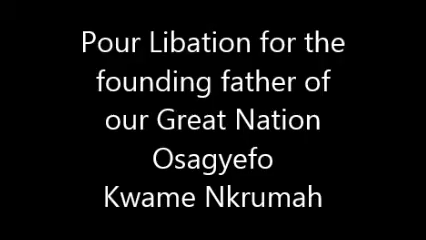 Pour Libation for the
founding father of
our Great Nation
Osagyefo
Kwame Nkrumah